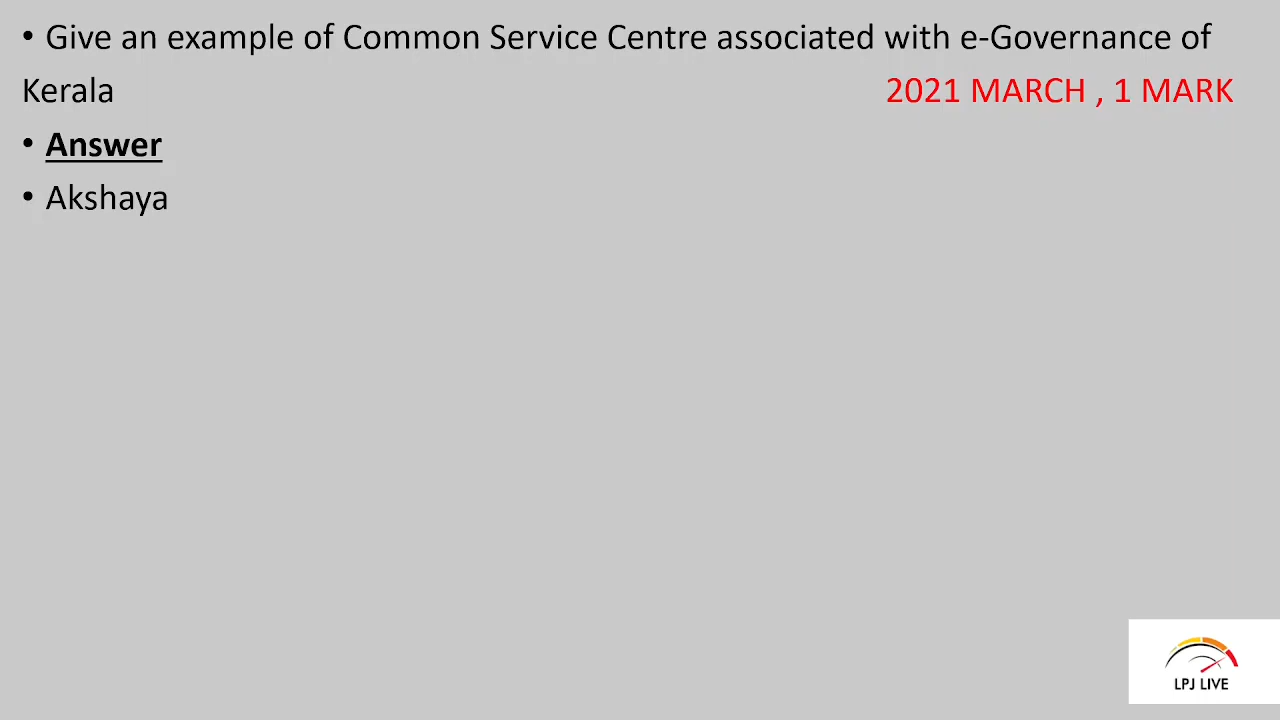 • Give an example of Common Service Centre associated with e-Governance of
Kerala 2021 MARCH , 1 MARK
• Answer
• Akshaya
LPJ LIVE